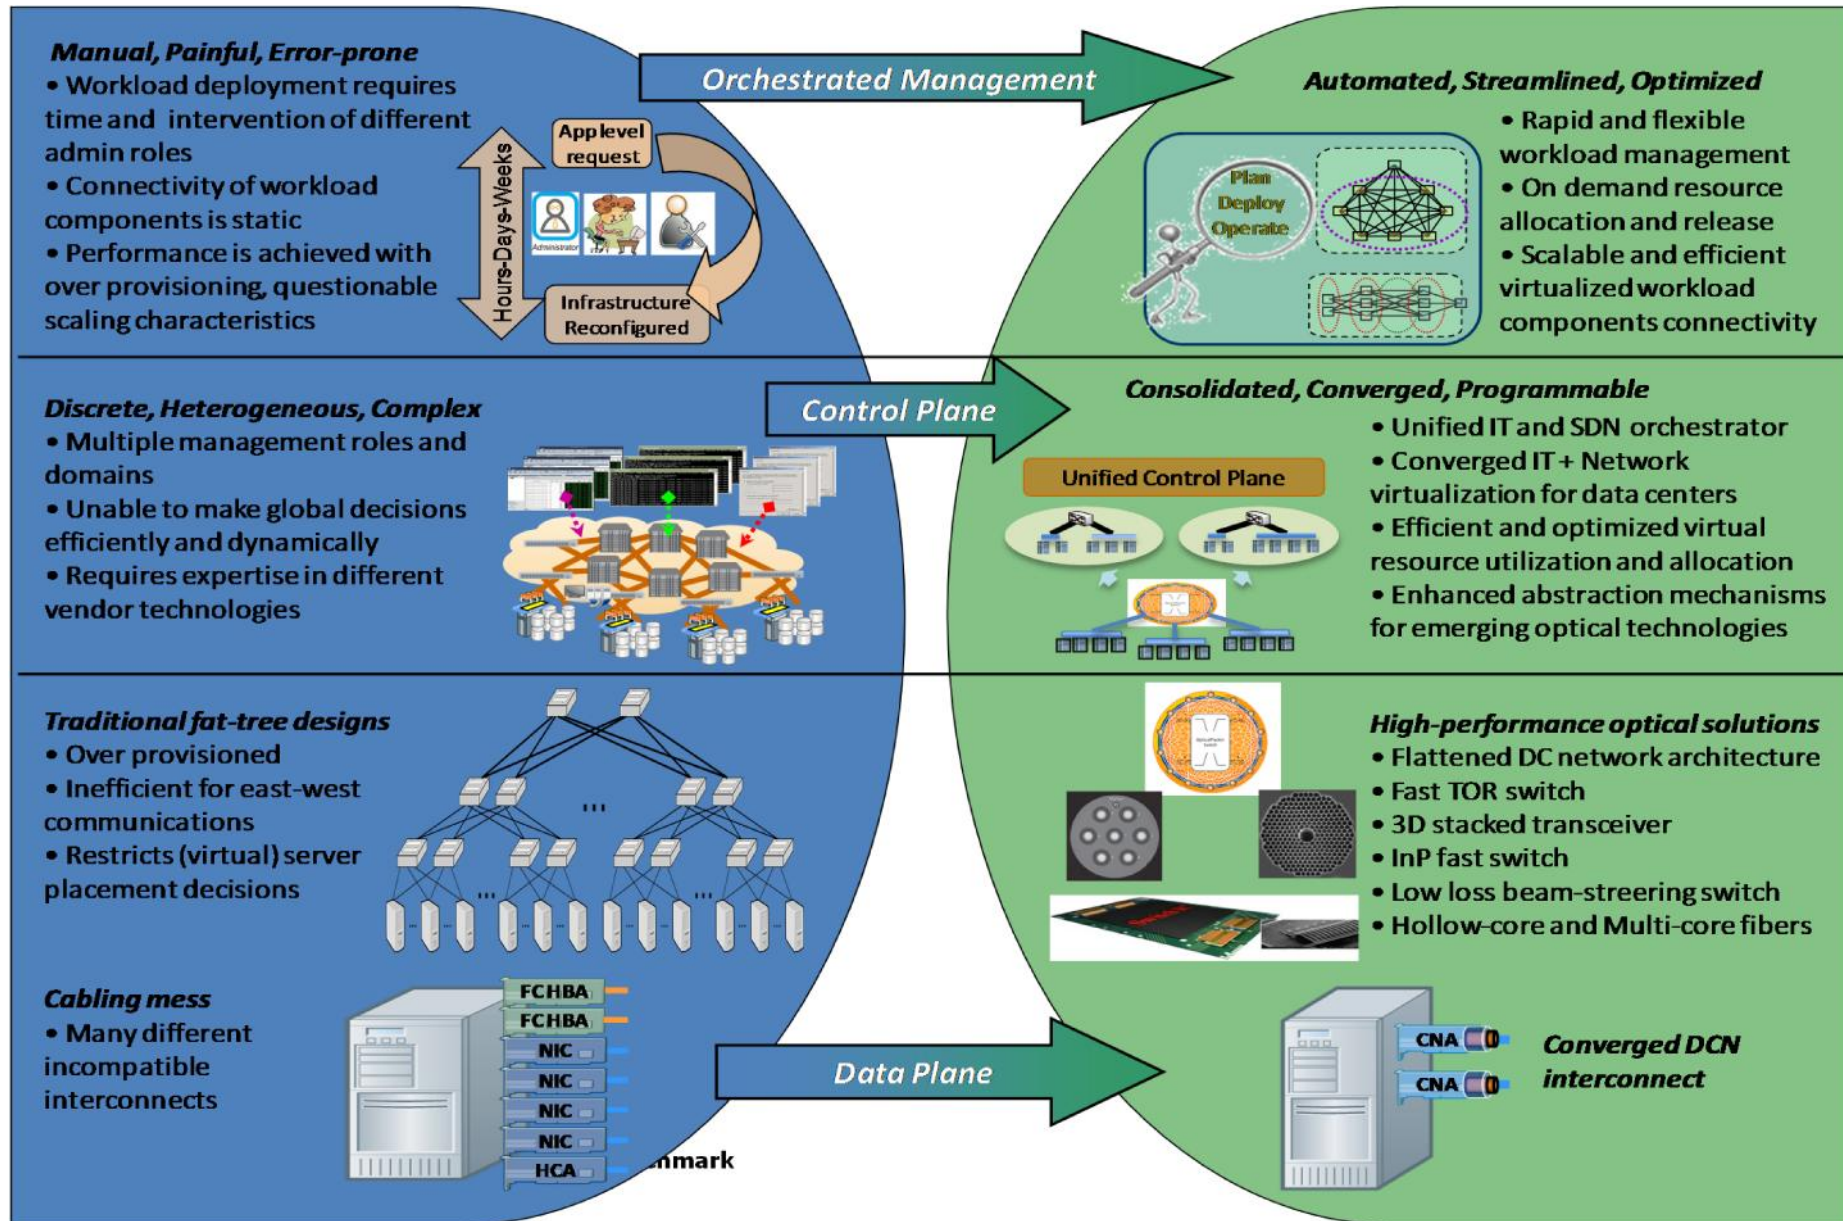 Manual, Painful, Error-prone
• Workload deployment requires
time and intervention of different
admin roles
• Connectivity of workload
components is static
• Performance is achieved with
over provisioning, questionable
scaling characteristics
Hours-Days-Weeks
App level
request
Administrator
Infrastructure
Reconfigured
Orchestrated Management
Automated, Streamlined, Optimized
Plan
Deploy
Operate
• Rapid and flexible
workload management
• On demand resource
allocation and release
• Scalable and efficient
virtualized workload
components connectivity
Discrete, Heterogeneous, Complex
• Multiple management roles and
domains
• Unable to make global decisions
efficiently and dynamically
• Requires expertise in different
vendor technologies
Control Plane
Consolidated, Converged, Programmable
Unified Control Plane
• Unified IT and SDN orchestrator
• Converged IT + Network
virtualization for data centers
• Efficient and optimized virtual
resource utilization and allocation
• Enhanced abstraction mechanisms
for emerging optical technologies
Traditional fat-tree designs
• Over provisioned
• Inefficient for east-west
communications
• Restricts (virtual) server
placement decisions
...
... ...
... ... ... ... ... ...
High-performance optical solutions
• Flattened DC network architecture
• Fast TOR switch
• 3D stacked transceiver
• InP fast switch
• Low loss beam-streering switch
• Hollow-core and Multi-core fibers
Cabling mess
• Many different
incompatible
interconnects
FCHBA
FCHBA
NIC
NIC
NIC
NIC
HCA
nmark
Data Plane
CNA
CNA
Converged DCN
interconnect